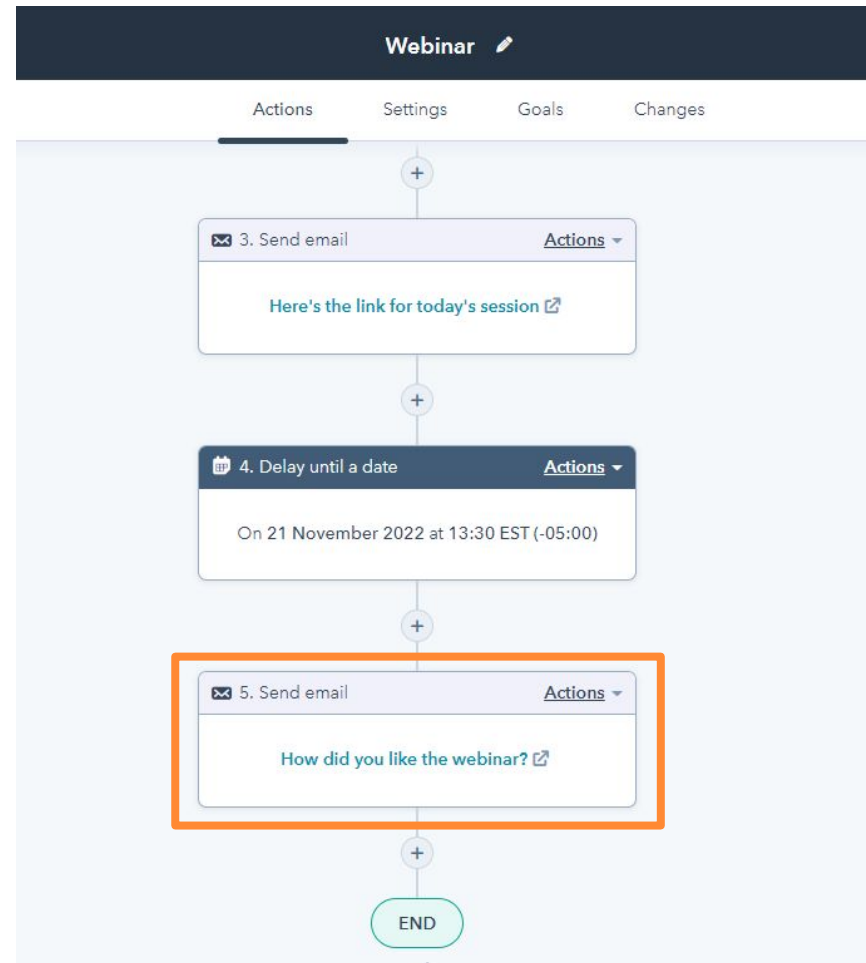 Webinar
Actions Settings Goals Changes
+
3. Send email Actions
Here's the link for today's session
+
4. Delay until a date Actions
On 21 November 2022 at 13:30 EST (-05:00)
+
5. Send email Actions
How did you like the webinar?
+
END